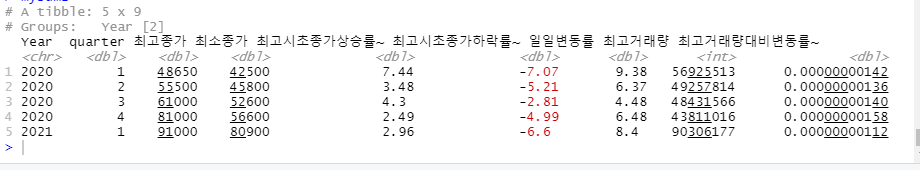 # A tibble: 5 x 9
# Groups:   Year [2]
Year quarter 최고종가 최소종가 최고시초종가상승률~ 최고시초종가하락률~ 일일변동률 최고거래량 최고거래량대비변동률~
<chr> <dbl> <dbl> <dbl> <dbl> <dbl> <dbl> <int> <dbl>
1 2020 1 48650 42500 7.44 -7.07 9.38 56925513 0.00000000142
2 2020 2 55500 45800 3.48 -5.21 6.37 49257814 0.00000000136
3 2020 3 61000 52600 4.3 -2.81 4.48 48431566 0.00000000140
4 2020 4 81000 56600 2.49 -4.99 6.48 43811016 0.00000000158
5 2021 1 91000 80900 2.96 -6.6 8.4 90306177 0.00000000112
>